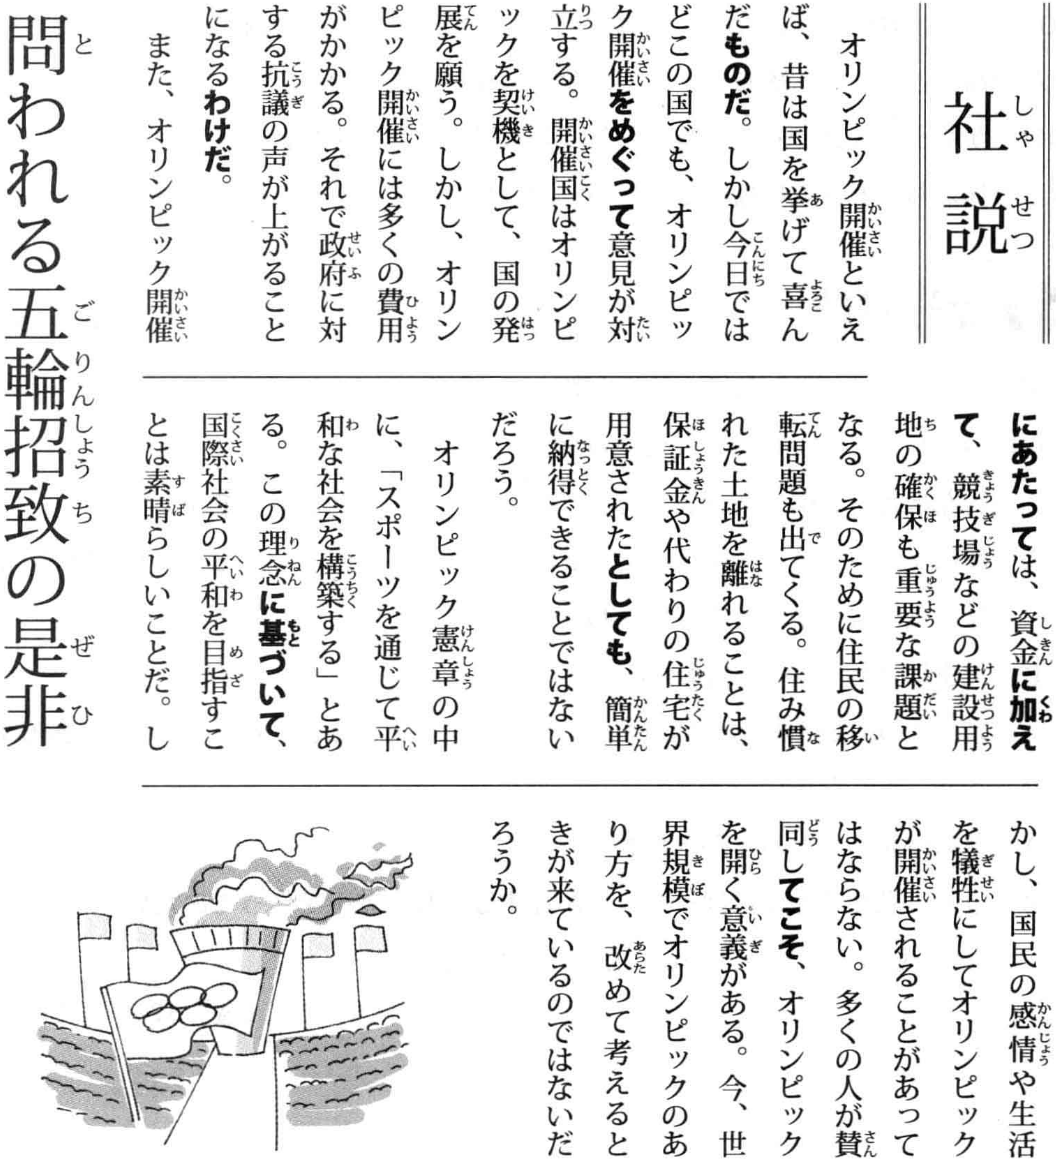 社説
問われる五輪招致の是非
オリンピック開催といえ
ば、昔は国を挙げて喜ん
だものだ。しかし今日では
どこの国でも、オリンピッ
ク開催をめぐって意見が対
立する。開催国はオリンピ
ックを契機として、国の発
展を願う。しかし、オリン
ピック開催には多くの費用
がかかる。それで政府に対
する抗議の声が上がること
になるわけだ。
また、オリンピック開催
にあたっては、資金に加え
て、競技場などの建設用
地の確保も重要な課題と
なる。そのために住民の移
転問題も出てくる。住み慣
れた土地を離れることは、
保証金や代わりの住宅が
用意されたとしても、簡単
に納得できることではない
だろう。
オリンピック憲章の中
に、「スポーツを通じて平
和な社会を構築する」とあ
る。この理念に基づいて、
国際社会の平和を目指すこ
とは素晴らしいことだ。し
かし、国民の感情や生活
を犠牲にしてオリンピック
が開催されることがあって
はならない。多くの人が賛
同してこそ、オリンピック
を開く意義がある。今、世
界規模でオリンピックのあ
り方を、改めて考えると
きが来ているのではないだ
ろうか。